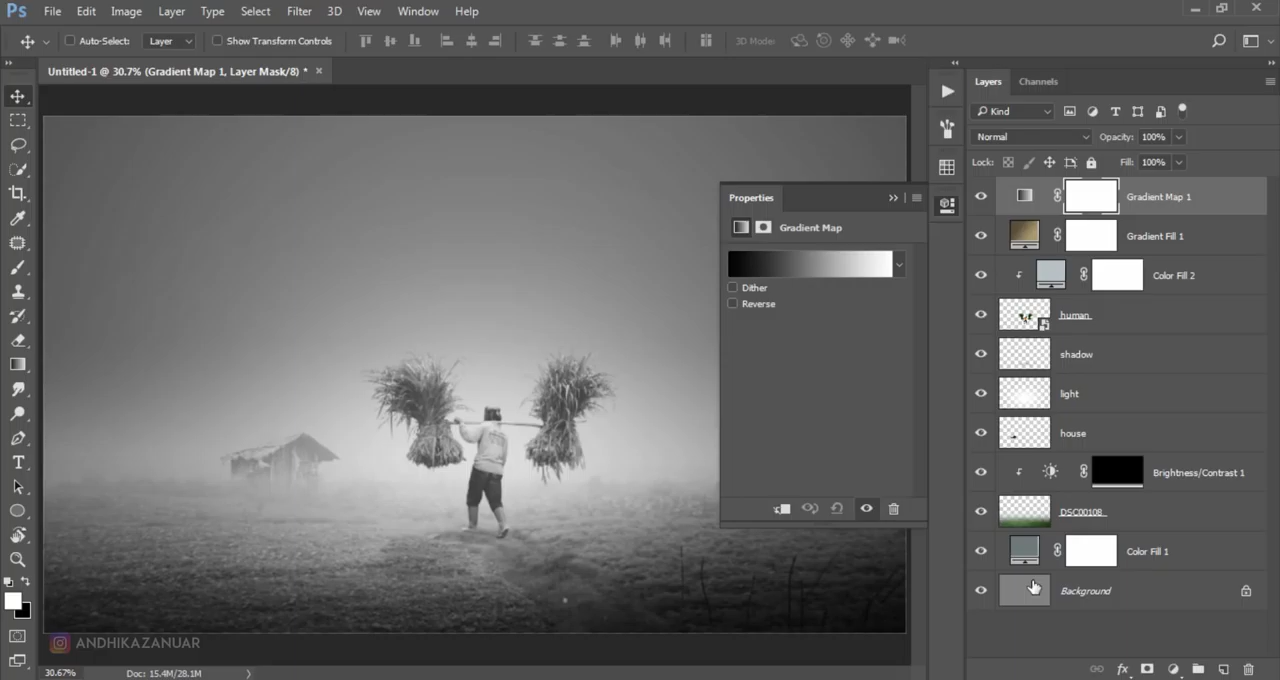 Ps File Edit Image Layer Type Select Filter 3D View Window Help
Auto-Select: Layer Show Transform Controls 3D Mode:
Untitled-1 @ 30.7% (Gradient Map 1, Layer Mask/8) *
Layers Channels
Kind
Normal Opacity: 100%
Lock: Fill: 100%
Properties
Gradient Map
Dither
Reverse
Gradient Map 1
Gradient Fill 1
Color Fill 2
human
shadow
light
house
Brightness/Contrast 1
DSC00108
Color Fill 1
Background
ANDHIKAZANUAR
30.67% Doc: 15.4M/28.1M